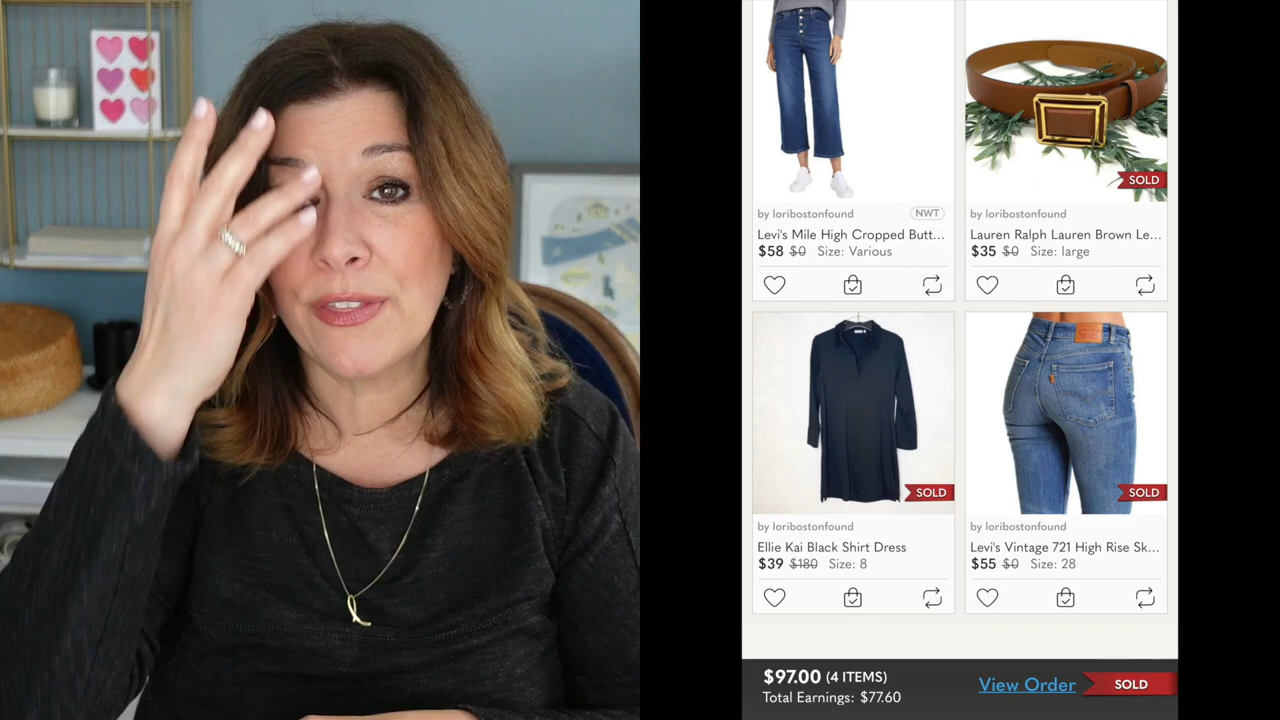 by loribostonfound
NWT
Levi's Mile High Cropped Butt...
$58 $0 Size: Various
SOLD
by loribostonfound
Lauren Ralph Lauren Brown Le...
$35 $0 Size: large
SOLD
by loribostonfound
Ellie Kai Black Shirt Dress
$39 $180 Size: 8
SOLD
by loribostonfound
Levi's Vintage 721 High Rise Sk...
$55 $0 Size: 28
$97.00 (4 ITEMS)
Total Earnings: $77.60
View Order
SOLD